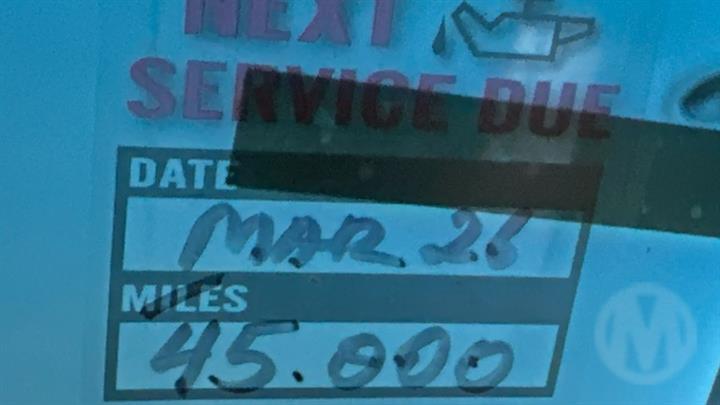 NEXT
SERVICE DUE
DATE
MAR. 26
MILES
45.000